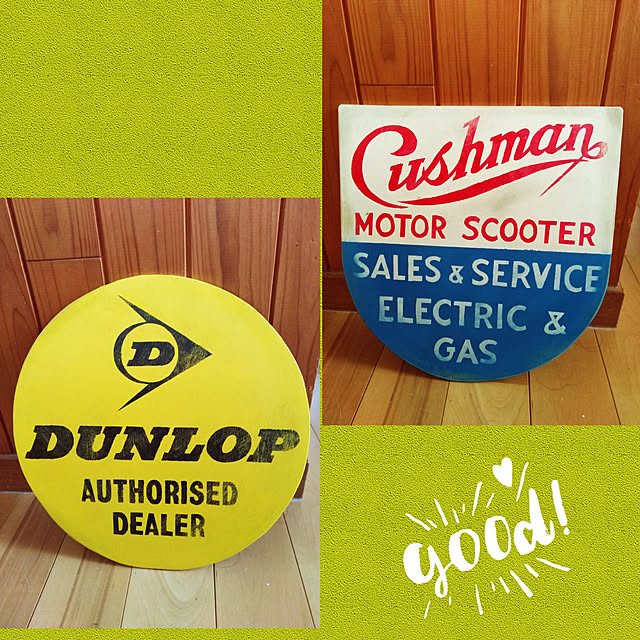 Cushman
MOTOR SCOOTER
SALES & SERVICE
ELECTRIC &
GAS
D
DUNLOP
AUTHORISED
DEALER
good!